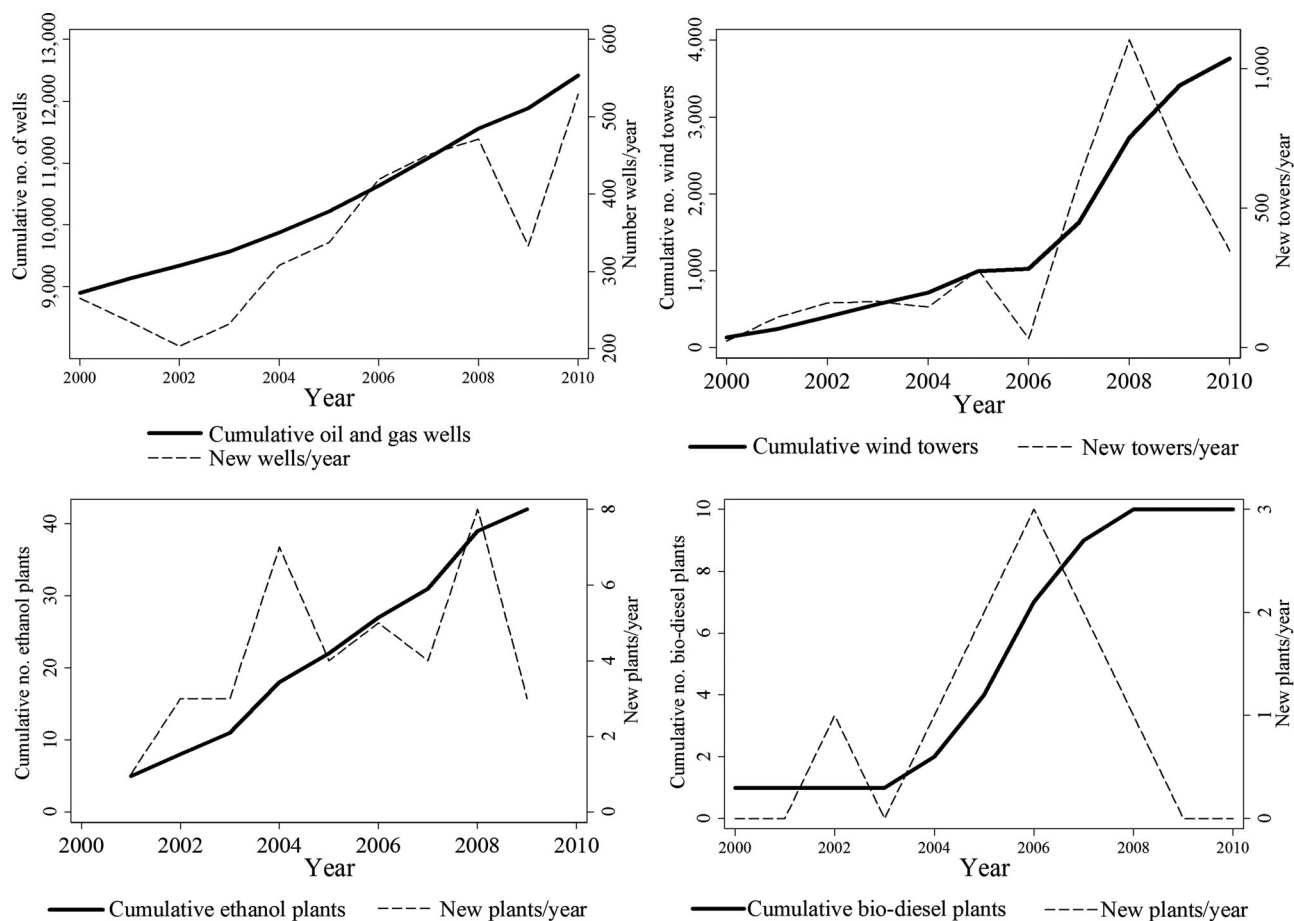 Cumulative no. of wells
13,000
12,000
11,000
10,000
9,000
600
500
400
300
200
Number wells/year
2000 2002 2004 2006 2008 2010
Year
Cumulative oil and gas wells
New wells/year
Cumulative no. wind towers
4,000
3,000
2,000
1,000
0
1,000
500
0
New towers/year
2000 2002 2004 2006 2008 2010
Year
Cumulative wind towers New towers/year
Cumulative no. ethanol plants
40
30
20
10
0
8
6
4
2
0
New plants/year
2000 2002 2004 2006 2008 2010
Year
Cumulative ethanol plants New plants/year
Cumulative no. bio-diesel plants
10
8
6
4
2
0
3
2
1
0
New plants/year
2000 2002 2004 2006 2008 2010
Year
Cumulative bio-diesel plants New plants/year